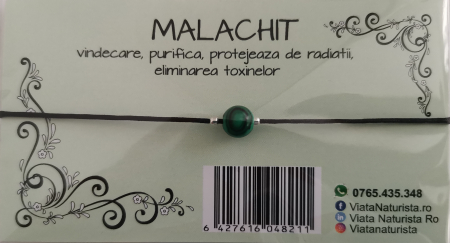 MALACHIT
vindecare, purifica, protejeaza de radiatii,
eliminarea toxinelor
6 427616 048211
0765.435.348
ViataNaturista.ro
Viata Naturista Ro
Viatanaturista